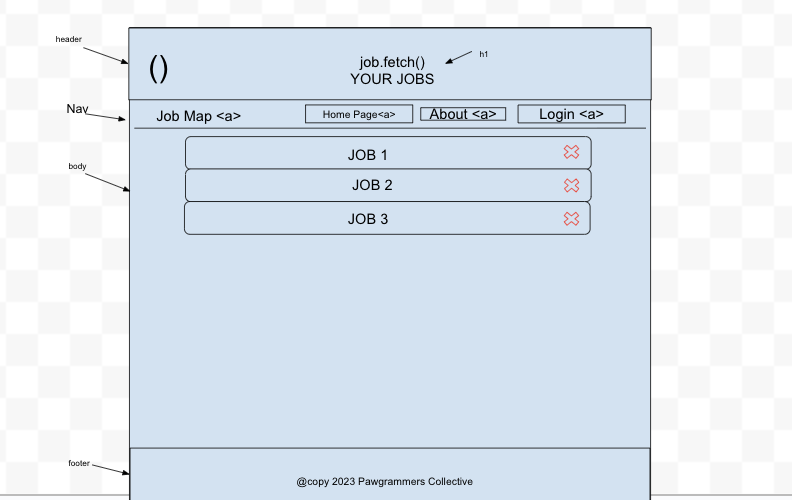 header
h1
()
job.fetch()
YOUR JOBS
Nav
Job Map <a>
Home Page<a>
About <a>
Login <a>
body
JOB 1
JOB 2
JOB 3
footer
@copy 2023 Pawgrammers Collective